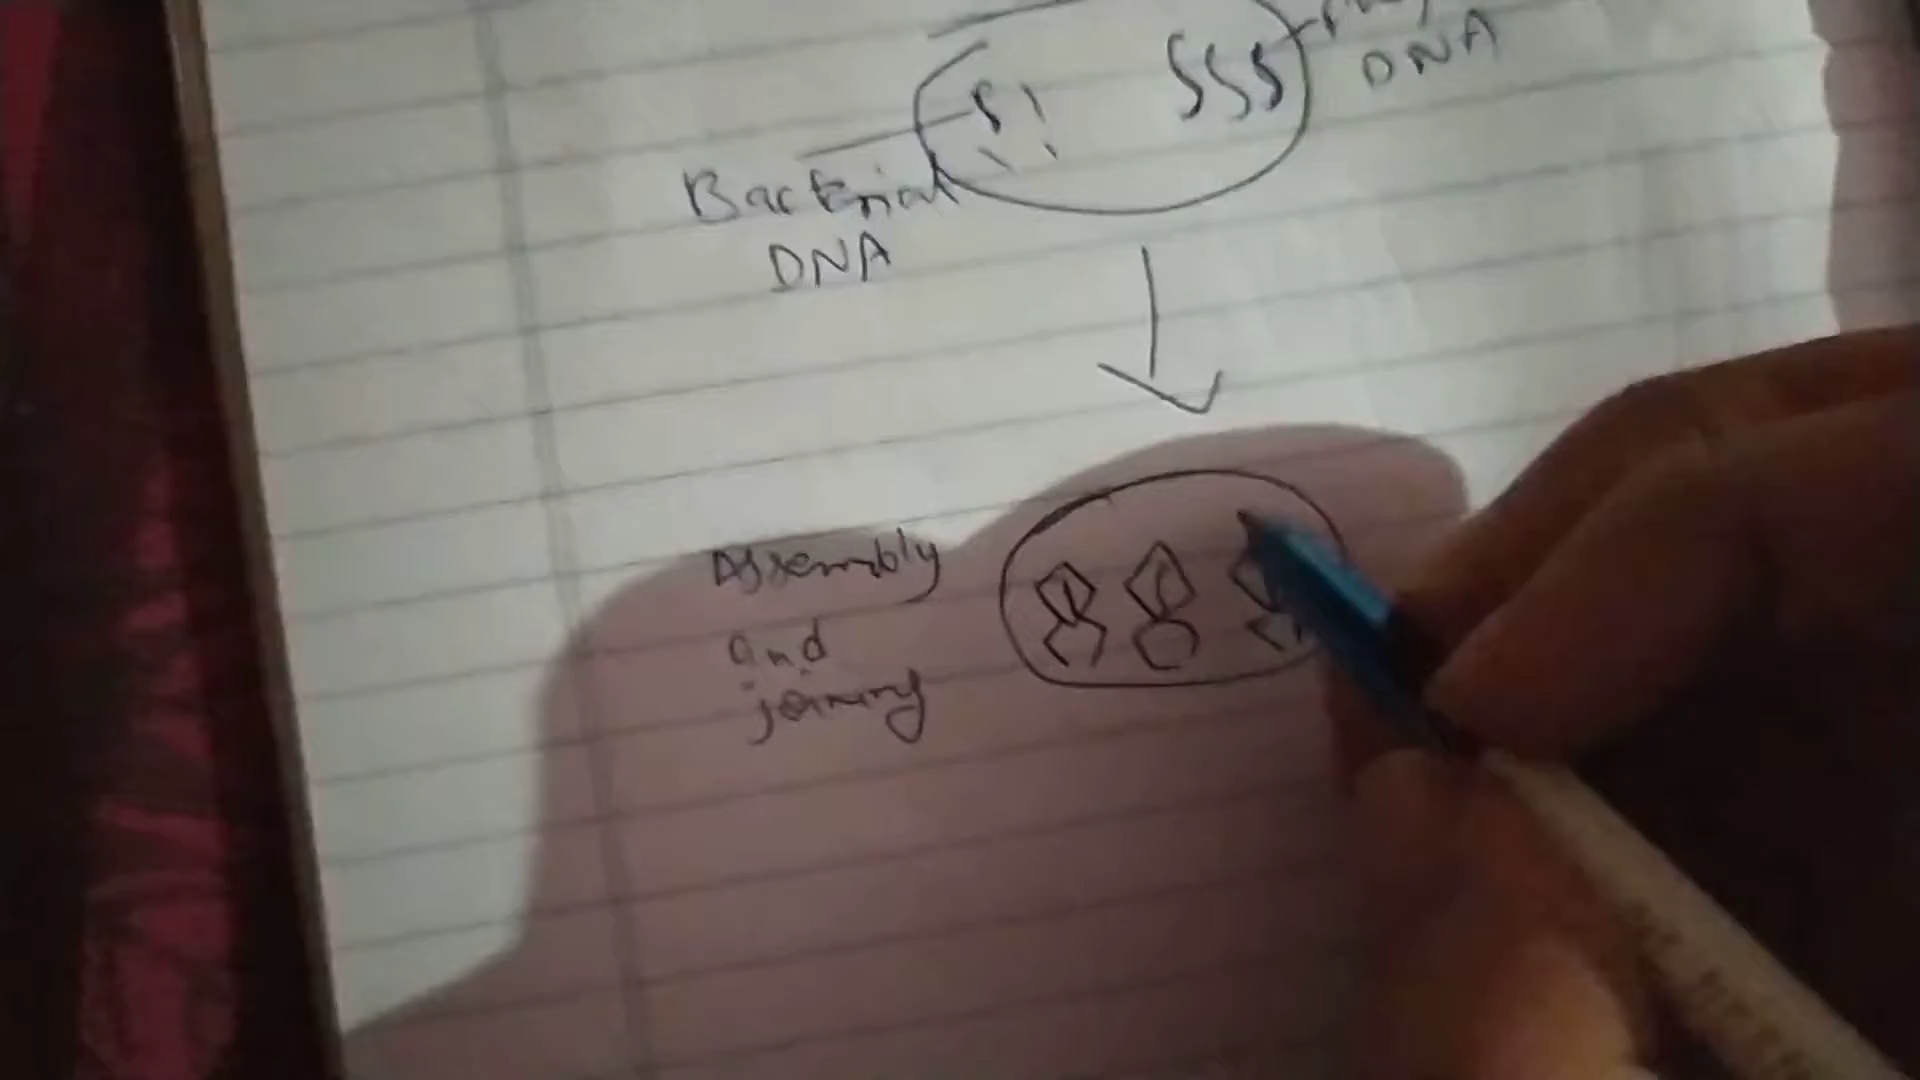 DNA
Bacterial
DNA
Assembly
and
joining